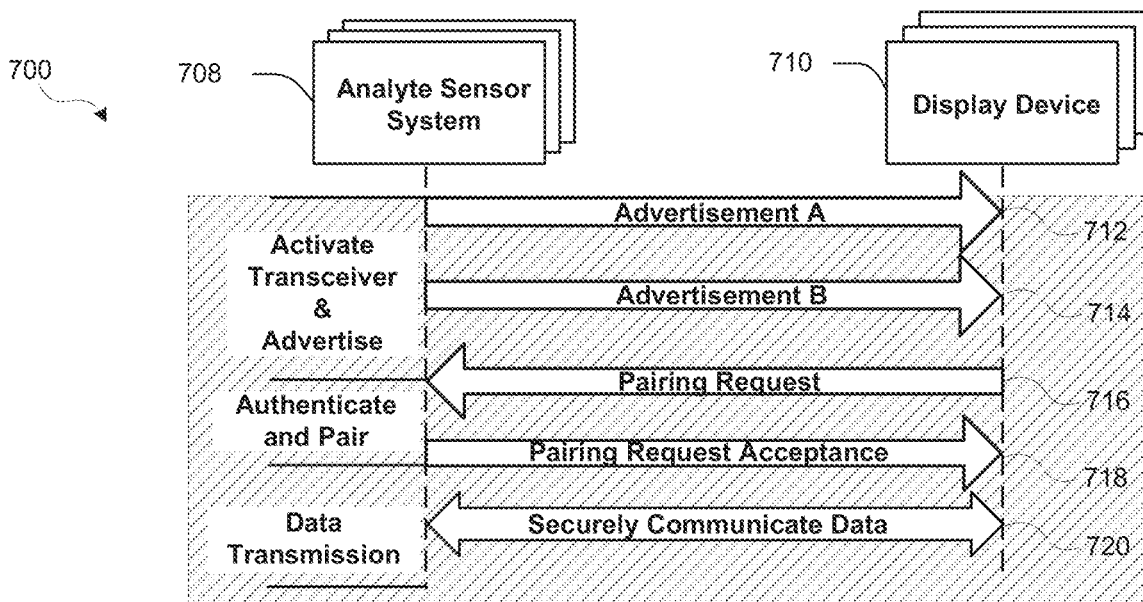 700
708
Analyte Sensor
System
710
Display Device
Activate
Transceiver
&
Advertise
Advertisement A
712
Advertisement B
714
Pairing Request
716
Authenticate
and Pair
Pairing Request Acceptance
718
Data
Transmission
Securely Communicate Data
720